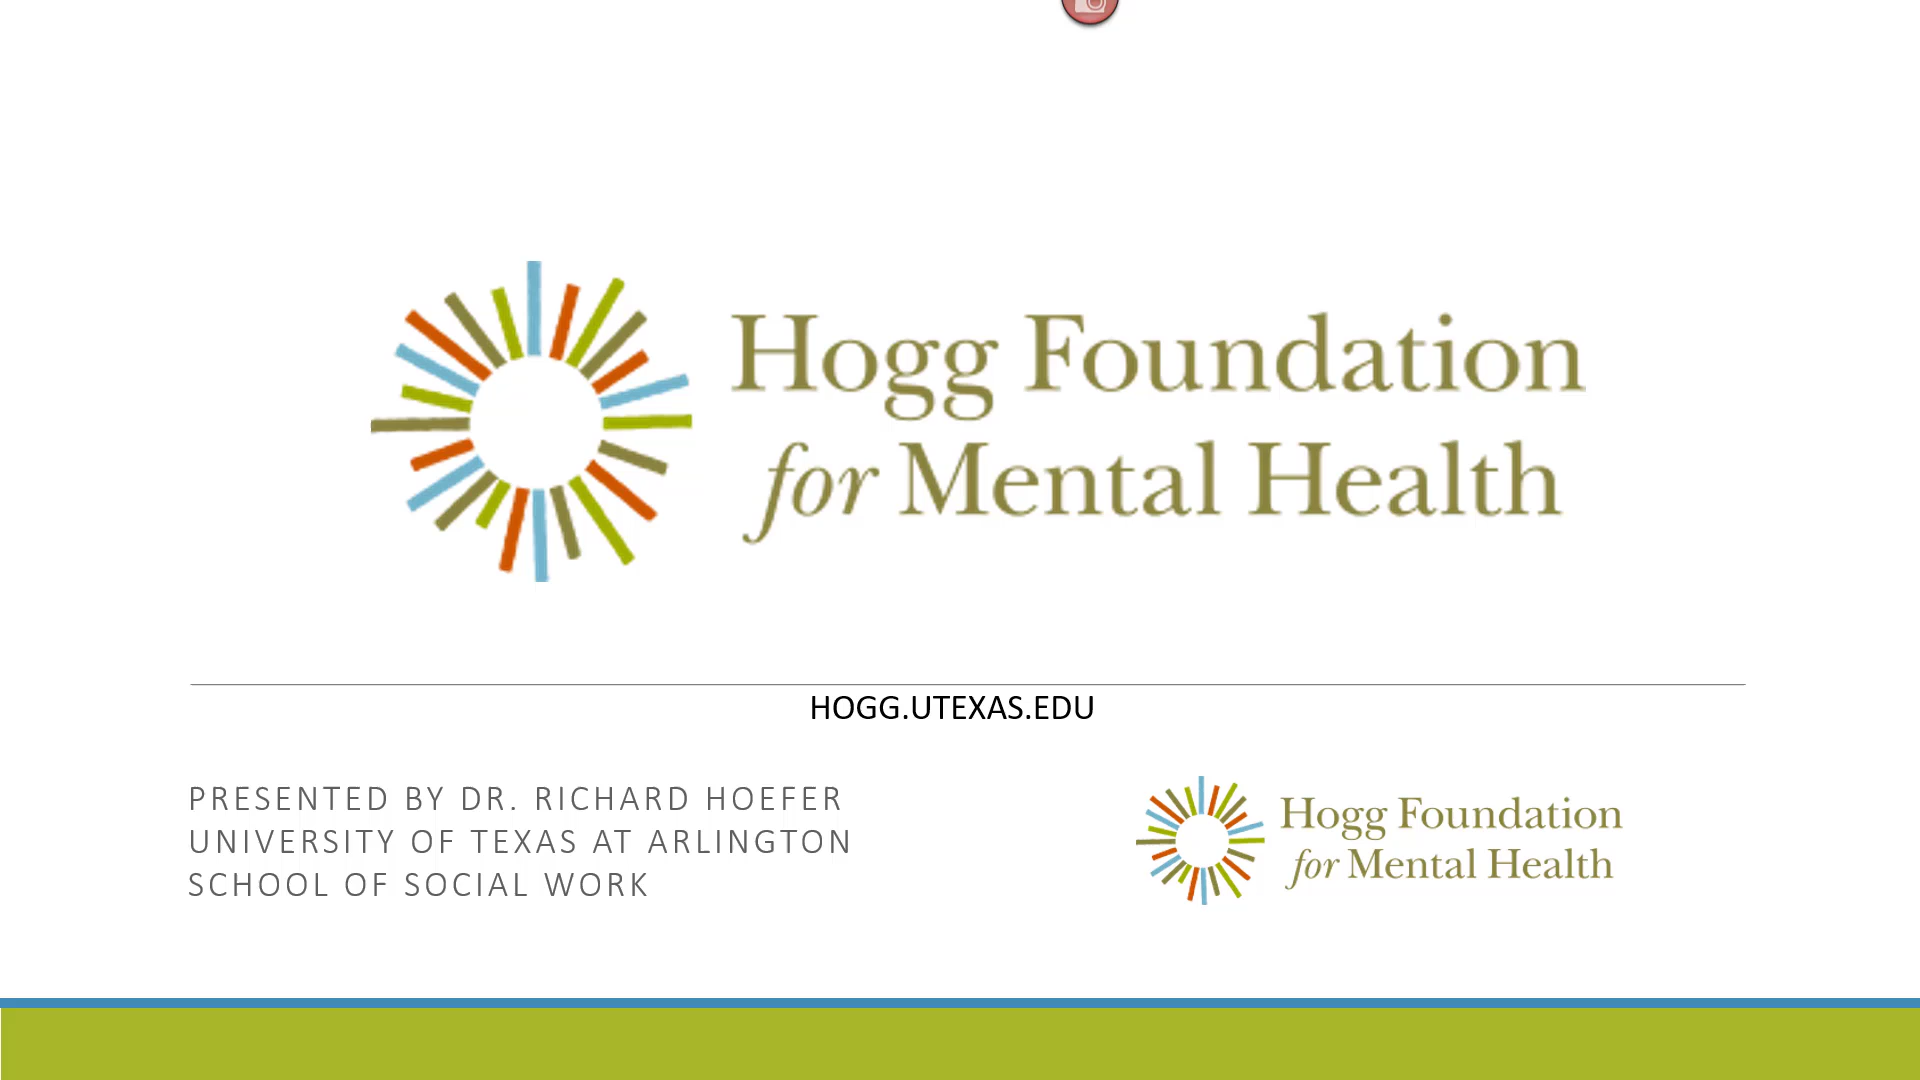 Hogg Foundation
for Mental Health
HOGG.UTEXAS.EDU
PRESENTED BY DR. RICHARD HOEFER
UNIVERSITY OF TEXAS AT ARLINGTON
SCHOOL OF SOCIAL WORK
Hogg Foundation
for Mental Health